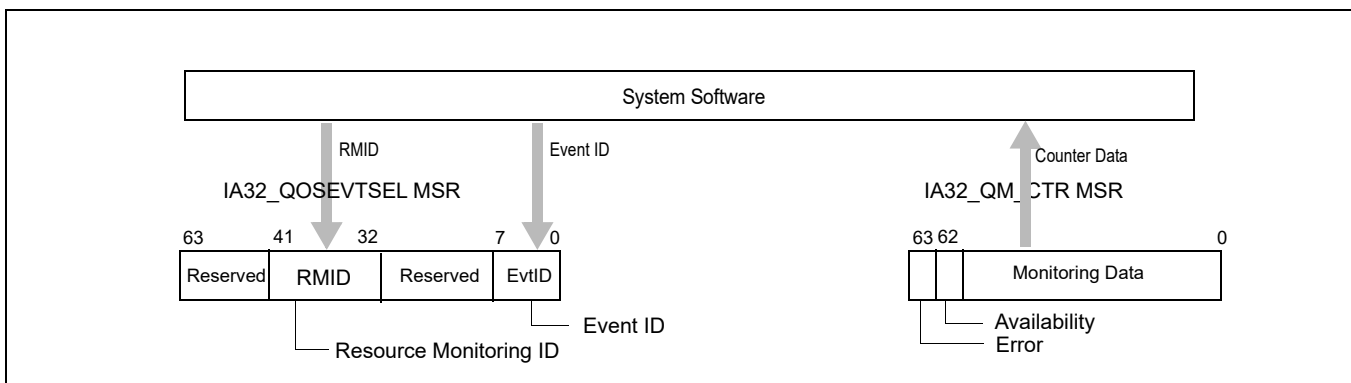 System Software
RMID
Event ID
Counter Data
IA32_QOSEVTSEL MSR
IA32_QM_CTR MSR
63 41 32 7 0
63 62 0
Reserved RMID Reserved EvtID
Monitoring Data
Event ID
Resource Monitoring ID
Availability
Error